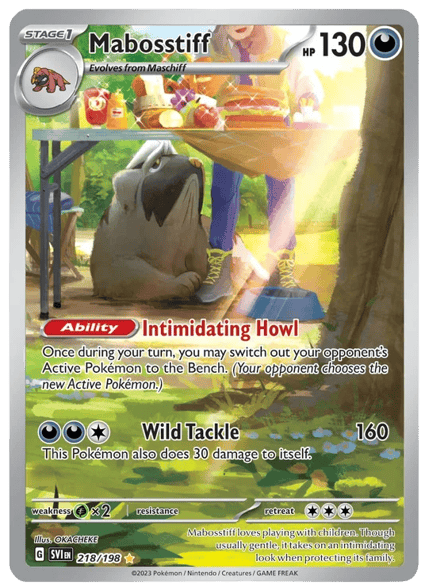 STAGE1
Mabosstiff
HP 130
Evolves from Maschiff
Ability Intimidating Howl
Once during your turn, you may switch out your opponent's
Active Pokémon to the Bench. (Your opponent chooses the
new Active Pokémon.)
Wild Tackle 160
This Pokémon also does 30 damage to itself.
weakness ×2 resistance retreat
Illus. OKACHEKE
G SVI EN 218/198
Mabosstiff loves playing with children. Though
usually gentle, it takes on an intimidating
look when protecting its family.
©2023 Pokémon / Nintendo / Creatures / GAME FREAK